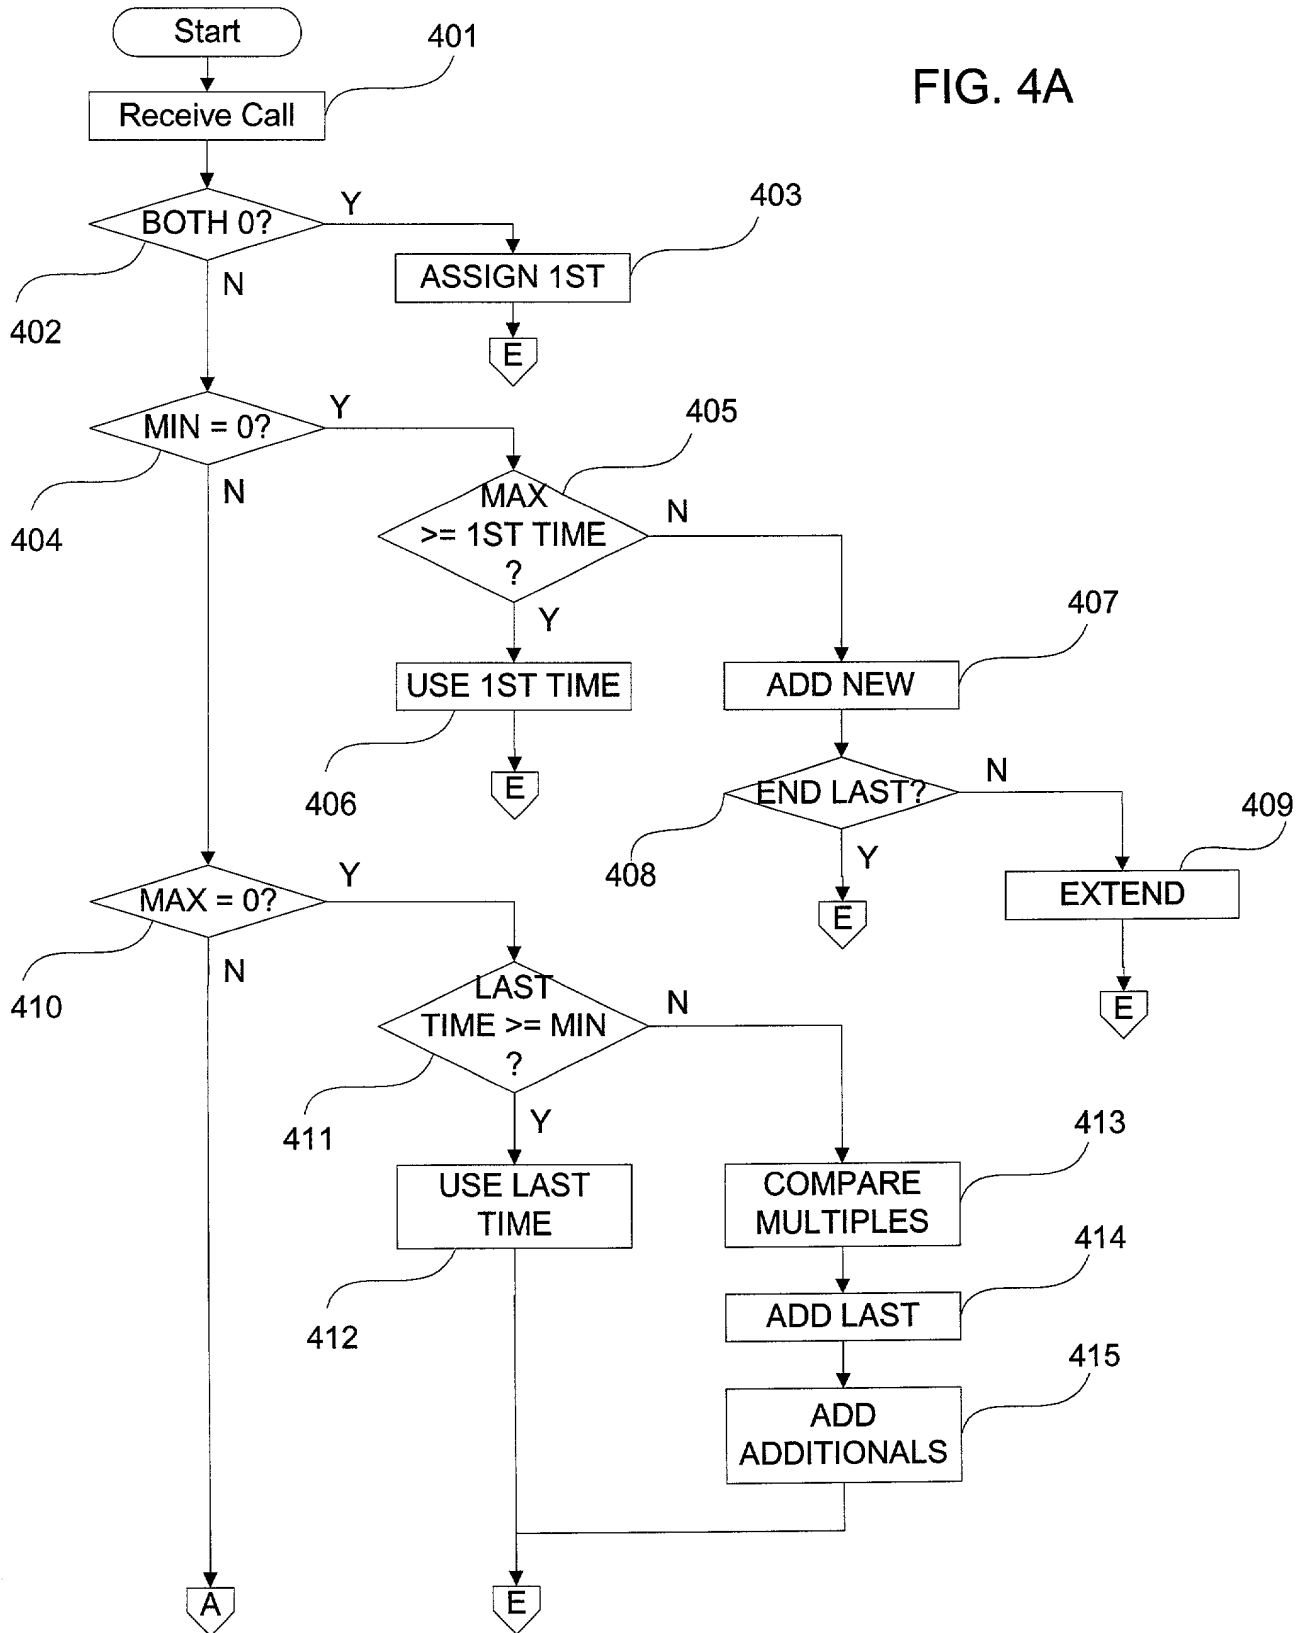 Start
401
FIG. 4A
Receive Call
BOTH 0?
Y
403
ASSIGN 1ST
N
402
E
MIN = 0?
Y
405
404
N
MAX
>= 1ST TIME
?
N
Y
407
USE 1ST TIME
ADD NEW
406
E
END LAST?
N
409
408
Y
EXTEND
E
E
MAX = 0?
Y
410
N
LAST
TIME >= MIN
?
N
411
Y
413
USE LAST
TIME
COMPARE
MULTIPLES
414
412
ADD LAST
415
ADD
ADDITIONALS
A
E